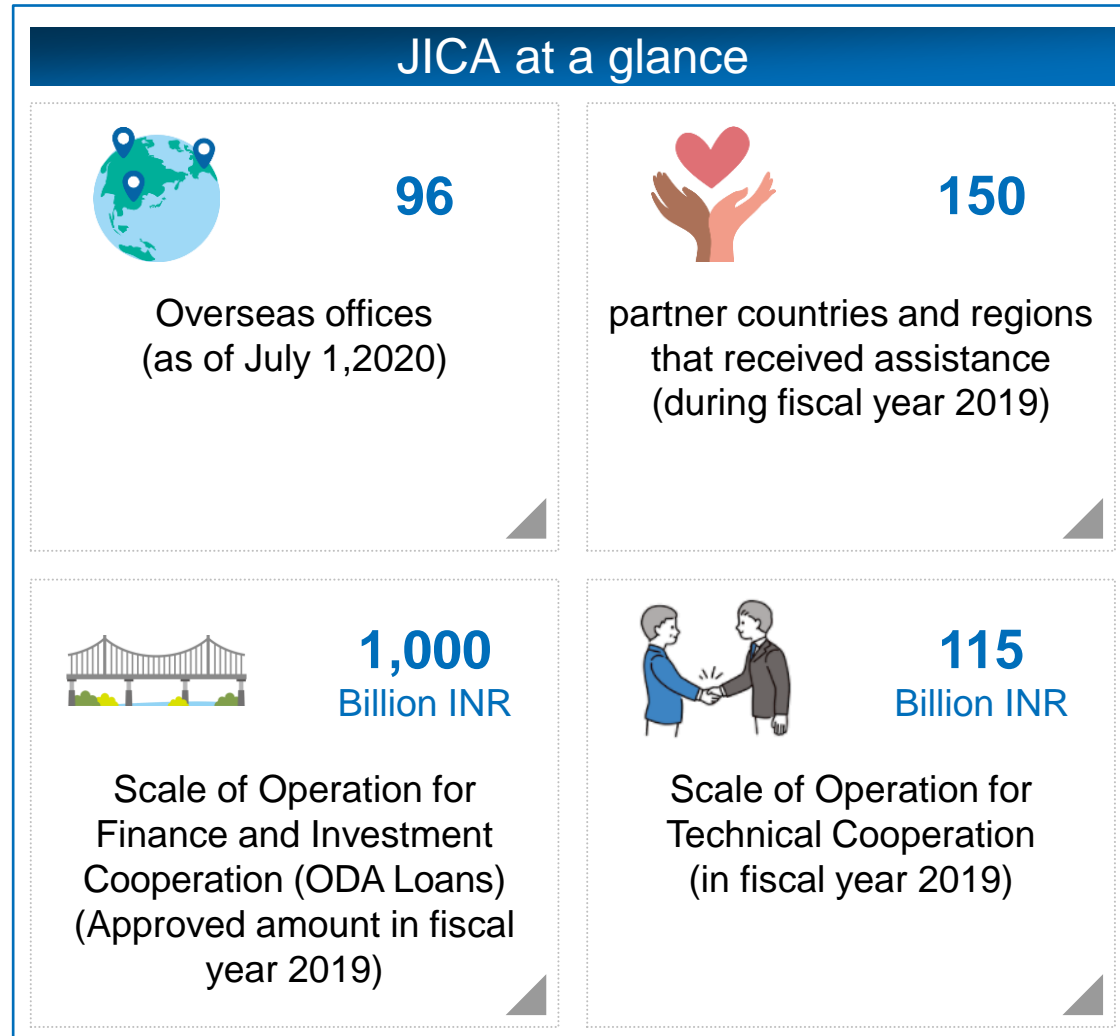 JICA at a glance
96
Overseas offices
(as of July 1,2020)
150
partner countries and regions
that received assistance
(during fiscal year 2019)
1,000
Billion INR
Scale of Operation for
Finance and Investment
Cooperation (ODA Loans)
(Approved amount in fiscal
year 2019)
115
Billion INR
Scale of Operation for
Technical Cooperation
(in fiscal year 2019)